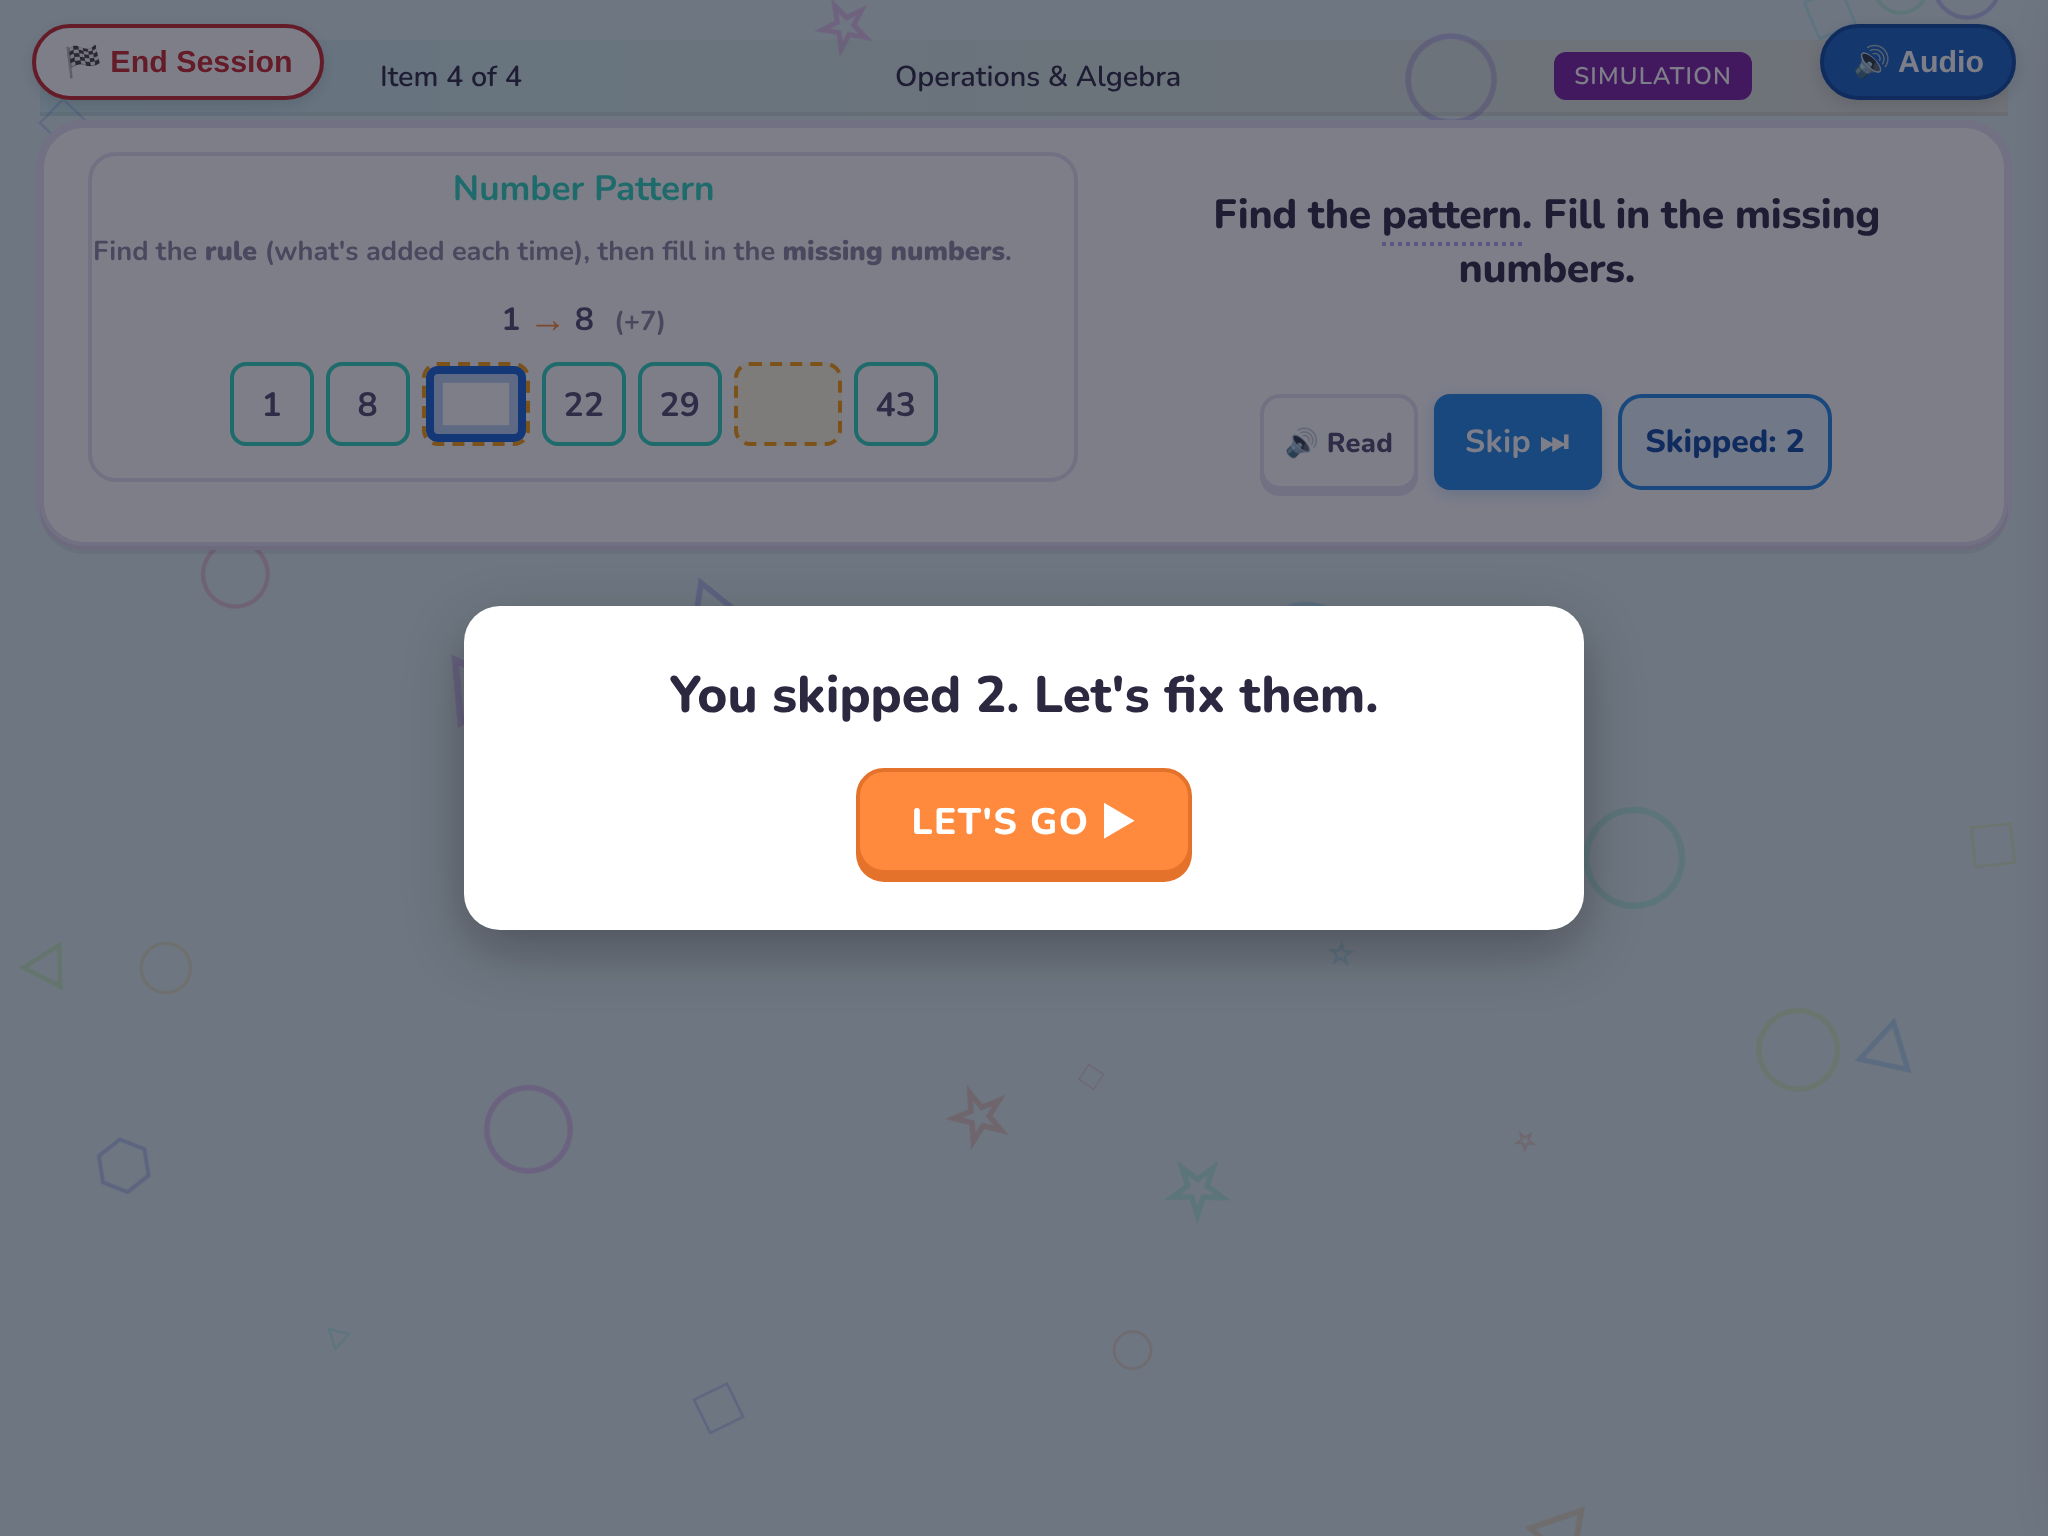 🏁 End Session
Item 4 of 4
Operations & Algebra
SIMULATION
🔊 Audio
Number Pattern
Find the rule (what's added each time), then fill in the missing numbers.
1 → 8 (+7)
1 8 22 29 43
Find the pattern. Fill in the missing
numbers.
🔊 Read
Skip ⏭
Skipped: 2
You skipped 2. Let's fix them.
LET'S GO ▶